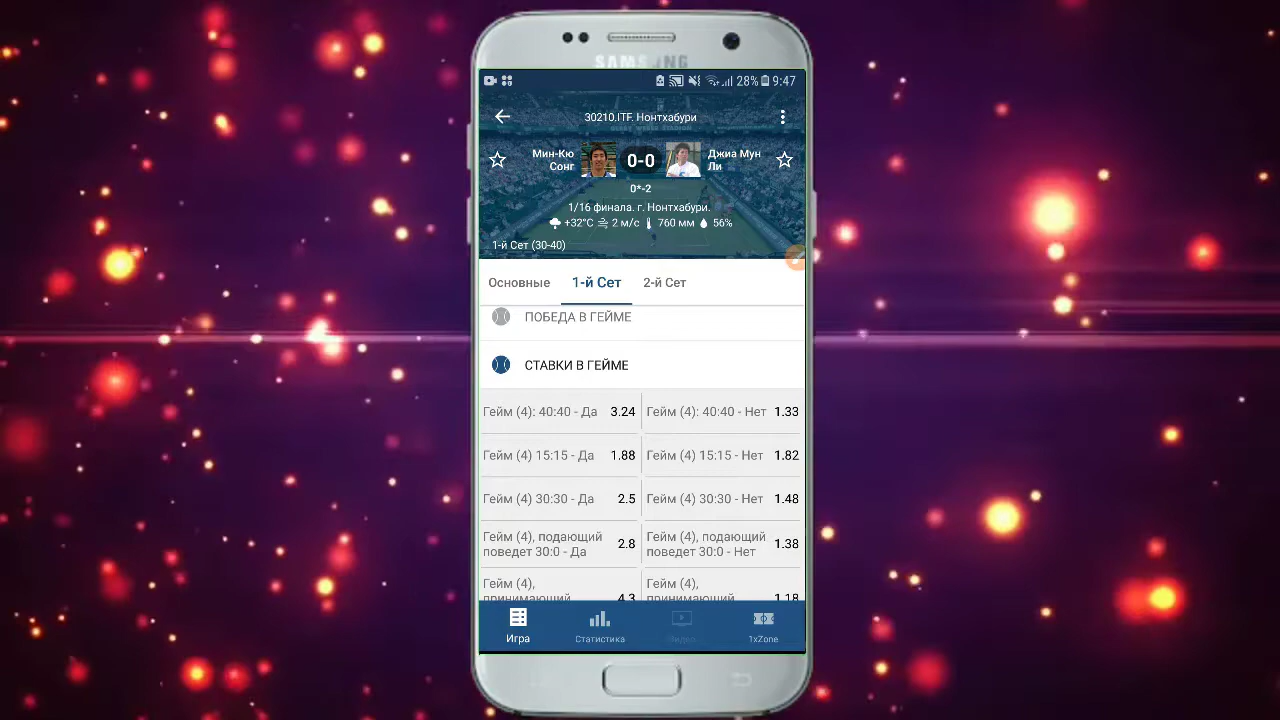 SAMSUNG
28% 9:47
30210.ITF. Нонтхабури
Мин-Кю
Сонг
0-0
Джиа Мун
Ли
0*-2
1/16 финала. г. Нонтхабури.
+32°C 2 м/с 760 мм 56%
1-й Сет (30-40)
Основные 1-й Сет 2-й Сет
ПОБЕДА В ГЕЙМЕ
СТАВКИ В ГЕЙМЕ
Гейм (4): 40:40 - Да 3.24 Гейм (4): 40:40 - Нет 1.33
Гейм (4) 15:15 - Да 1.88 Гейм (4) 15:15 - Нет 1.82
Гейм (4) 30:30 - Да 2.5 Гейм (4) 30:30 - Нет 1.48
Гейм (4), подающий
поведет 30:0 - Да 2.8
Гейм (4), подающий
поведет 30:0 - Нет 1.38
Гейм (4),
принимающий 4.3
Гейм (4),
принимающий 1.18
Игра Статистика Видео 1xZone